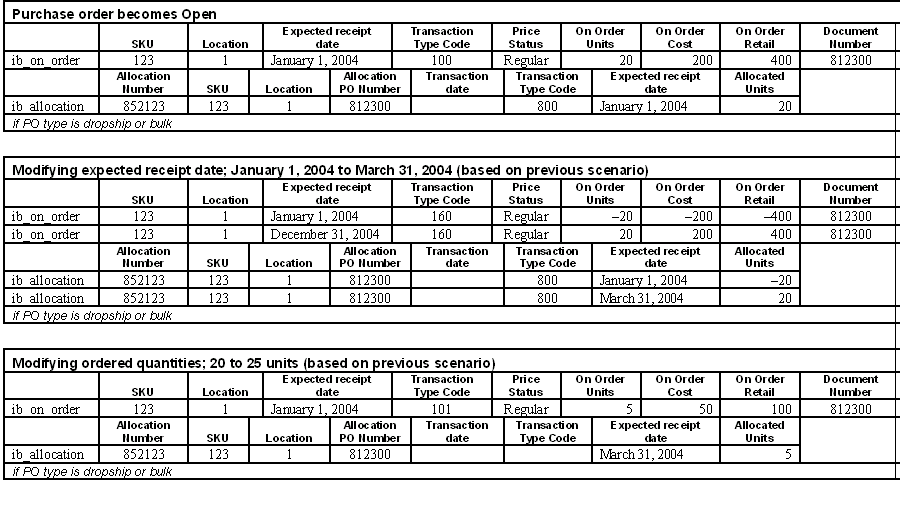 Purchase order becomes Open
SKU Location Expected receipt date Transaction Type Code Price Status On Order Units On Order Cost On Order Retail Document Number
ib_on_order 123 1 January 1, 2004 100 Regular 20 200 400 812300
Allocation Number SKU Location Allocation PO Number Transaction date Transaction Type Code Expected receipt date Allocated Units
ib_allocation 852123 123 1 812300 800 January 1, 2004 20
if PO type is dropship or bulk
Modifying expected receipt date; January 1, 2004 to March 31, 2004 (based on previous scenario)
SKU Location Expected receipt date Transaction Type Code Price Status On Order Units On Order Cost On Order Retail Document Number
ib_on_order 123 1 January 1, 2004 160 Regular –20 –200 –400 812300
ib_on_order 123 1 December 31, 2004 160 Regular 20 200 400 812300
Allocation Number SKU Location Allocation PO Number Transaction date Transaction Type Code Expected receipt date Allocated Units
ib_allocation 852123 123 1 812300 800 January 1, 2004 –20
ib_allocation 852123 123 1 812300 800 March 31, 2004 20
if PO type is dropship or bulk
Modifying ordered quantities; 20 to 25 units (based on previous scenario)
SKU Location Expected receipt date Transaction Type Code Price Status On Order Units On Order Cost On Order Retail Document Number
ib_on_order 123 1 January 1, 2004 101 Regular 5 50 100 812300
Allocation Number SKU Location Allocation PO Number Transaction date Transaction Type Code Expected receipt date Allocated Units
ib_allocation 852123 123 1 812300 March 31, 2004 5
if PO type is dropship or bulk